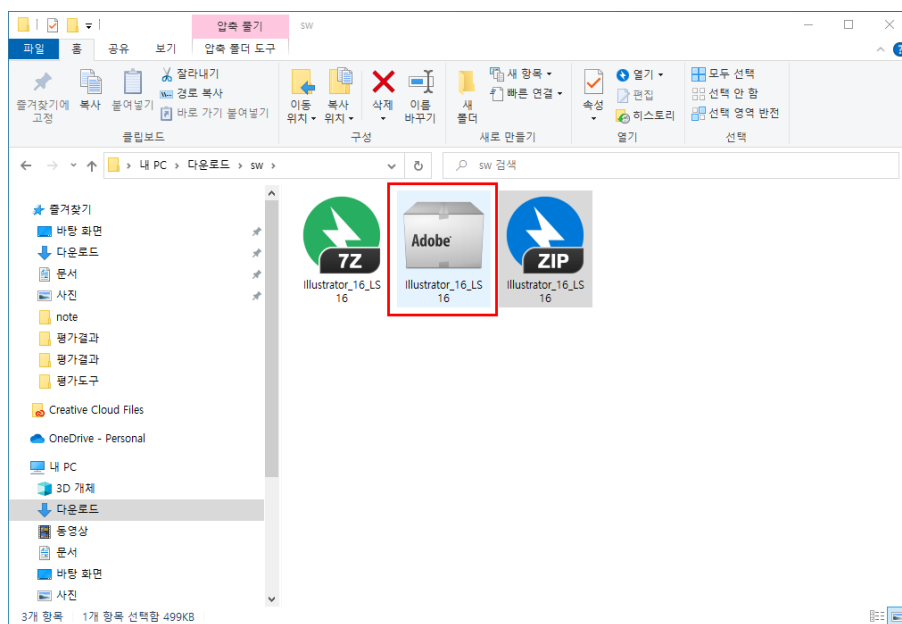 압축 풀기
sw
파일
홈
공유
보기
압축 폴더 도구
즐겨찾기에 고정
복사
붙여넣기
잘라내기
경로 복사
바로 가기 붙여넣기
클립보드
이동 위치
복사 위치
삭제
이름 바꾸기
구성
새 폴더
새 항목
빠른 연결
새로 만들기
속성
열기
편집
히스토리
열기
모두 선택
선택 안 함
선택 영역 반전
선택
내 PC › 다운로드 › sw ›
sw 검색
즐겨찾기
바탕 화면
다운로드
문서
사진
note
평가결과
평가결과
평가도구
Creative Cloud Files
OneDrive - Personal
내 PC
3D 개체
다운로드
동영상
문서
바탕 화면
사진
7Z
Illustrator_16_LS
16
Adobe
Illustrator_16_LS
16
ZIP
Illustrator_16_LS
16
3개 항목
1개 항목 선택함 499KB